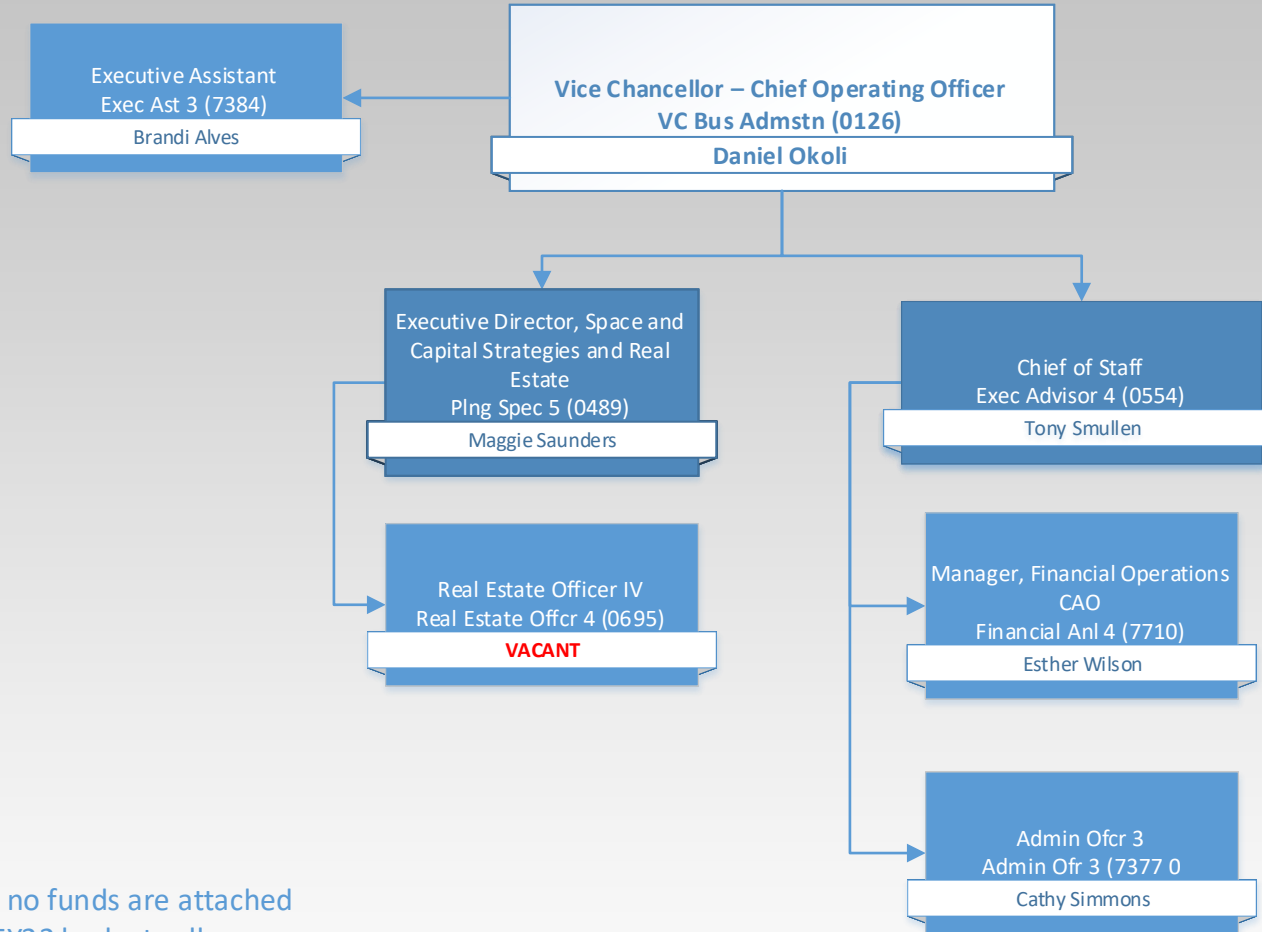 Executive Assistant
Exec Ast 3 (7384)
Brandi Alves
Vice Chancellor – Chief Operating Officer
VC Bus Admstn (0126)
Daniel Okoli
Executive Director, Space and
Capital Strategies and Real
Estate
Plng Spec 5 (0489)
Maggie Saunders
Chief of Staff
Exec Advisor 4 (0554)
Tony Smullen
Real Estate Officer IV
Real Estate Offcr 4 (0695)
VACANT
Manager, Financial Operations
CAO
Financial Anl 4 (7710)
Esther Wilson
Admin Ofcr 3
Admin Ofr 3 (7377 0
Cathy Simmons
no funds are attached